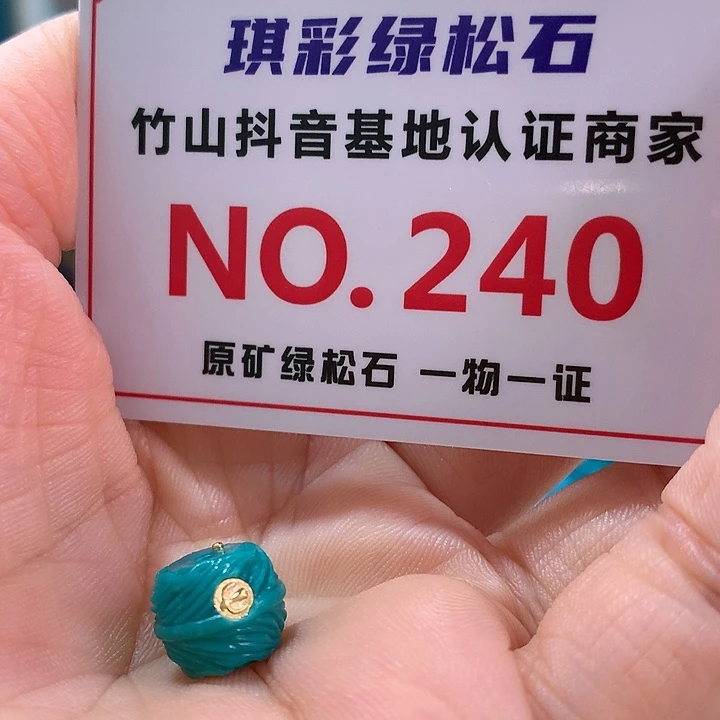 琪彩绿松石
竹山抖音基地认证商家
NO.240
原矿绿松石 一物一证